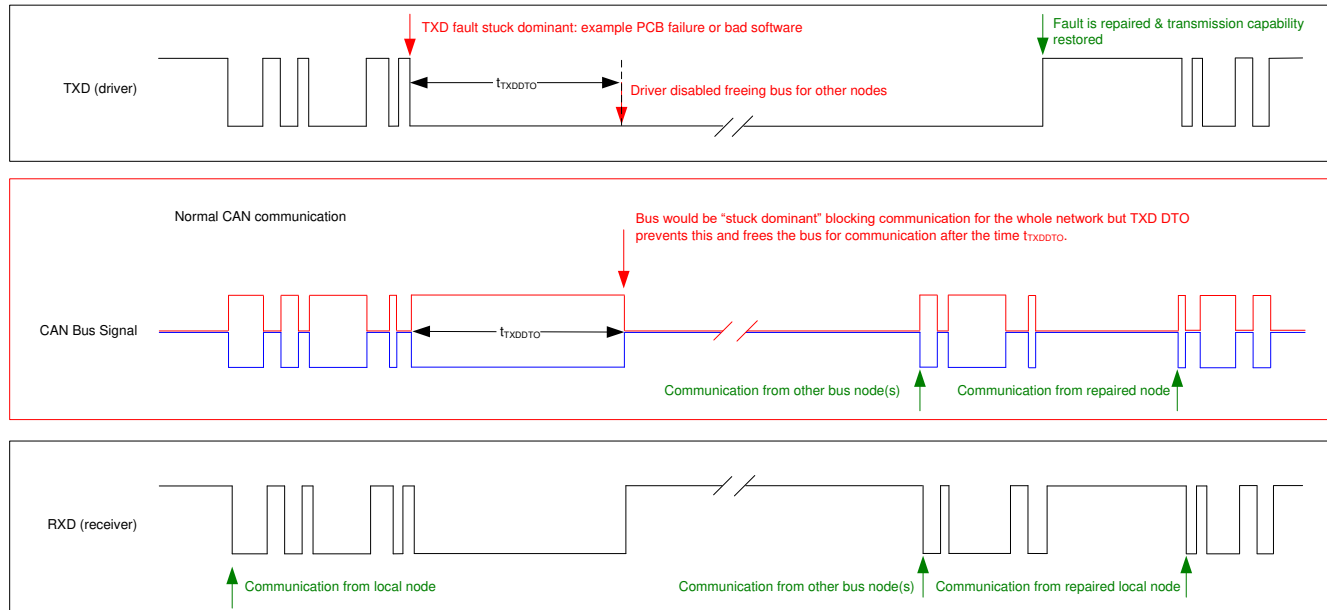 TXD fault stuck dominant: example PCB failure or bad software
Fault is repaired & transmission capability
restored
TXD (driver)
tTXDDTO
Driver disabled freeing bus for other nodes
Normal CAN communication
Bus would be “stuck dominant” blocking communication for the whole network but TXD DTO
prevents this and frees the bus for communication after the time tTXDDTO.
CAN Bus Signal
tTXDDTO
Communication from other bus node(s)
Communication from repaired node
RXD (receiver)
Communication from local node
Communication from other bus node(s)
Communication from repaired local node